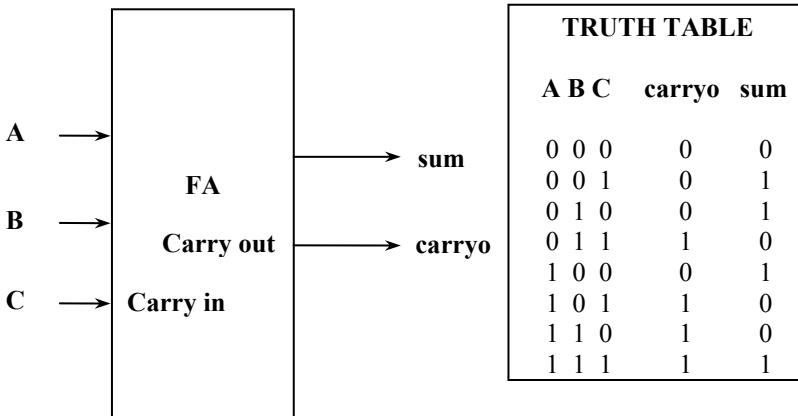 A
B
C
FA
Carry out
Carry in
sum
carryo
TRUTH TABLE
A B C carryo sum
0 0 0 0 0
0 0 1 0 1
0 1 0 0 1
0 1 1 1 0
1 0 0 0 1
1 0 1 1 0
1 1 0 1 0
1 1 1 1 1